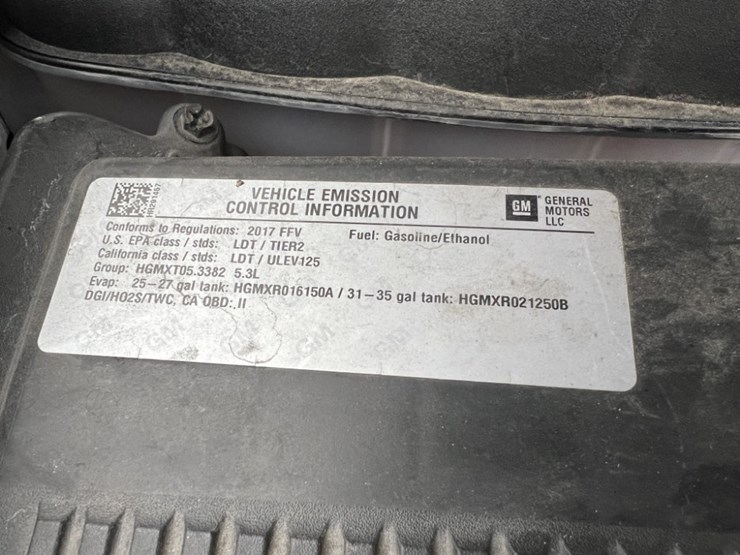 VEHICLE EMISSION
CONTROL INFORMATION
GM
GENERAL
MOTORS
LLC
Conforms to Regulations: 2017 FFV Fuel: Gasoline/Ethanol
U.S. EPA class / stds: LDT / TIER2
California class / stds: LDT / ULEV125
Group: HGMXT05.3382 5.3L
Evap: 25-27 gal tank: HGMXR016150A / 31-35 gal tank: HGMXR021250B
DGI/HO2S/TWC, CA OBD: II